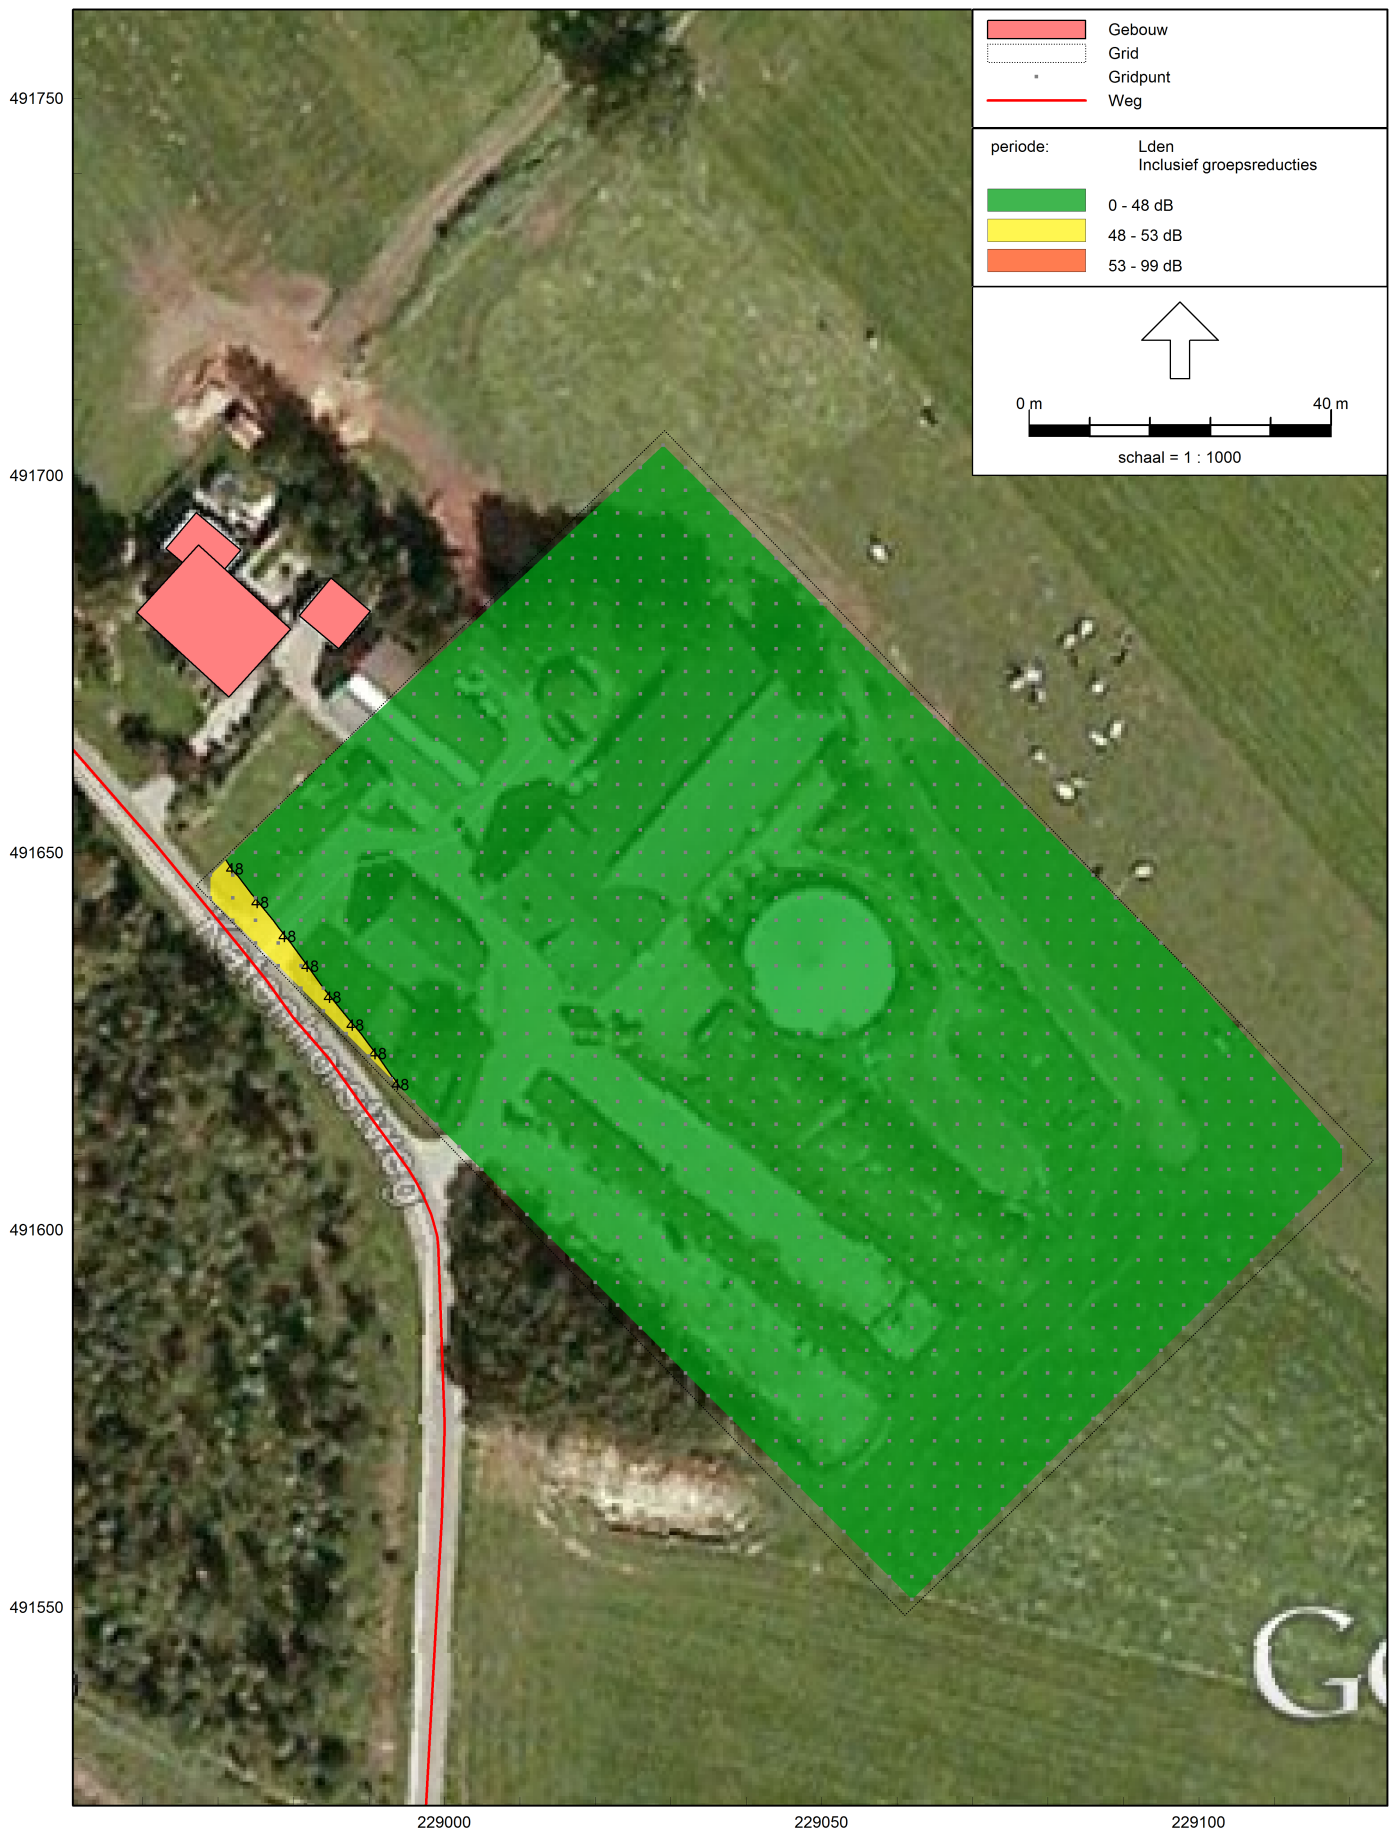 Gebouw
Grid
Gridpunt
Weg
periode:
Lden
Inclusief groepsreducties
0 - 48 dB
48 - 53 dB
53 - 99 dB
0 m
40 m
schaal = 1 : 1000
491750
491700
491650
491600
491550
48
48
48
48
48
48
48
48
Go
229000
229050
229100